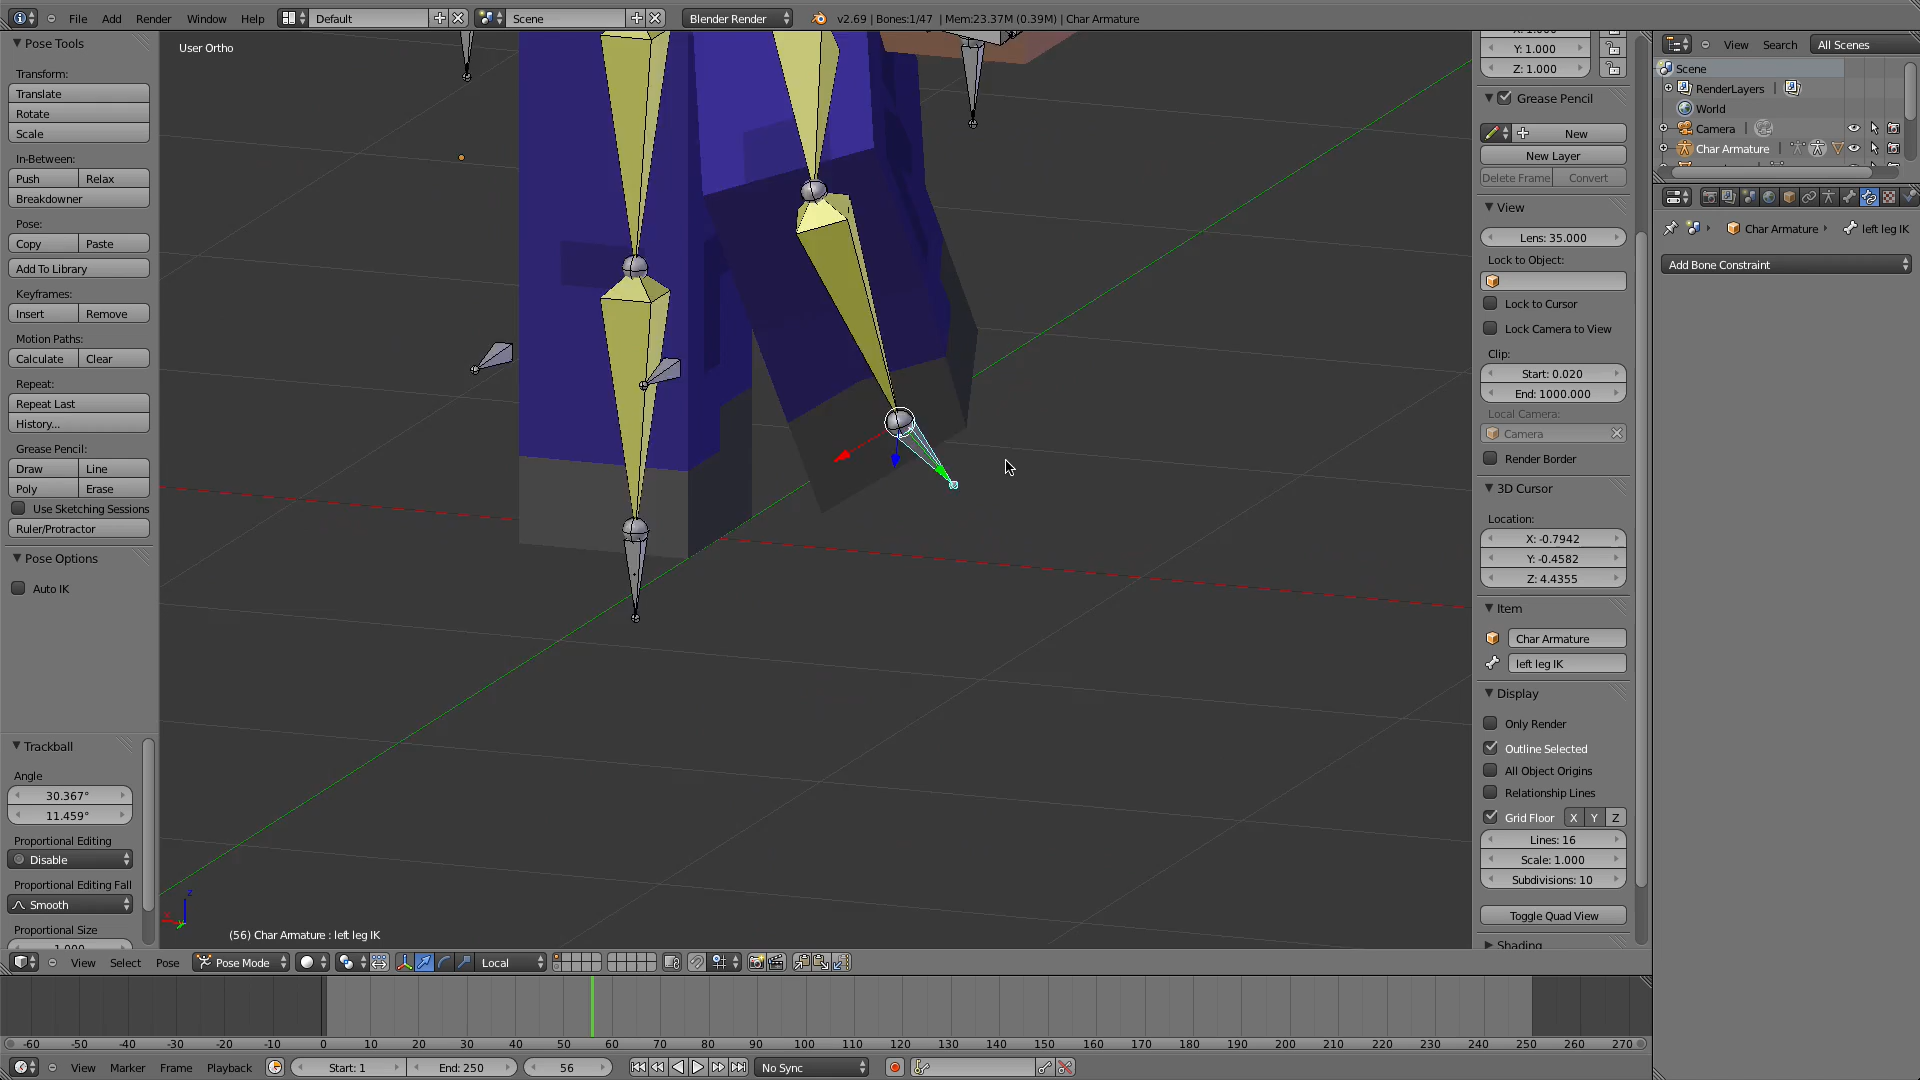 File Add Render Window Help Default Scene Blender Render v2.69 | Bones:1/47 | Mem:23.37M (0.39M) | Char Armature
Pose Tools
Transform:
Translate
Rotate
Scale
In-Between:
Push Relax
Breakdowner
Pose:
Copy Paste
Add To Library
Keyframes:
Insert Remove
Motion Paths:
Calculate Clear
Repeat:
Repeat Last
History...
Grease Pencil:
Draw Line
Poly Erase
Use Sketching Sessions
Ruler/Protractor
Pose Options
Auto IK
Trackball
Angle
30.367°
11.459°
Proportional Editing
Disable
Proportional Editing Fall
Smooth
Proportional Size
User Ortho
(56) Char Armature : left leg IK
Y: 1.000
Z: 1.000
Grease Pencil
New
New Layer
Delete Frame Convert
View
Lens: 35.000
Lock to Object:
Lock to Cursor
Lock Camera to View
Clip:
Start: 0.020
End: 1000.000
Local Camera:
Camera
Render Border
3D Cursor
Location:
X: -0.7942
Y: -0.4582
Z: 4.4355
Item
Char Armature
left leg IK
Display
Only Render
Outline Selected
All Object Origins
Relationship Lines
Grid Floor X Y Z
Lines: 16
Scale: 1.000
Subdivisions: 10
Toggle Quad View
Shading
View Search All Scenes
Scene
RenderLayers |
World
Camera |
Char Armature |
Char Armature left leg IK
Add Bone Constraint
View Select Pose Pose Mode Local
-60 -50 -40 -30 -20 -10 0 10 20 30 40 50 60 70 80 90 100 110 120 130 140 150 160 170 180 190 200 210 220 230 240 250 260 270
View Marker Frame Playback Start: 1 End: 250 56 No Sync